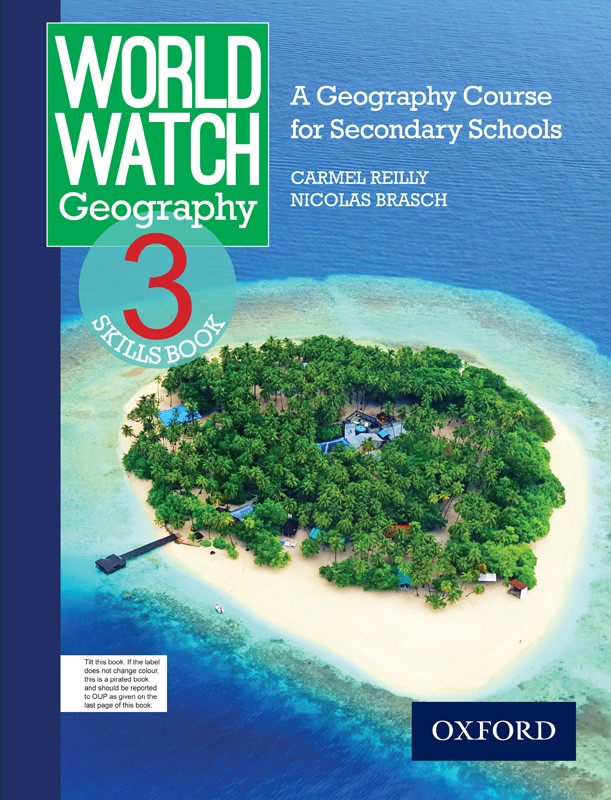 WORLD
WATCH
Geography
3
SKILLS BOOK
A Geography Course
for Secondary Schools
CARMEL REILLY
NICOLAS BRASCH
Tilt this book. If the label
does not change colour,
this is a pirated book
and should be reported
to OUP as given on the
last page of this book.
OXFORD